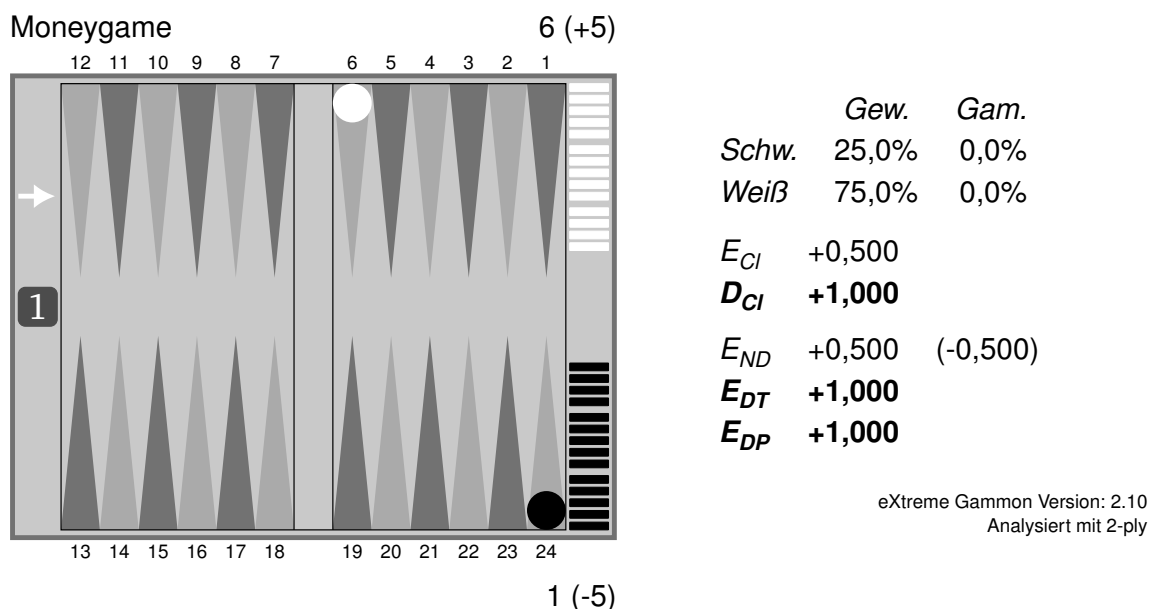 Moneygame 6 (+5)
12 11 10 9 8 7 6 5 4 3 2 1
1
13 14 15 16 17 18 19 20 21 22 23 24
1 (-5)
Gew. Gam.
Schw. 25,0% 0,0%
Weiß 75,0% 0,0%
E_CI +0,500
D_CI +1,000
E_ND +0,500 (-0,500)
E_DT +1,000
E_DP +1,000
eXtreme Gammon Version: 2.10
Analysiert mit 2-ply